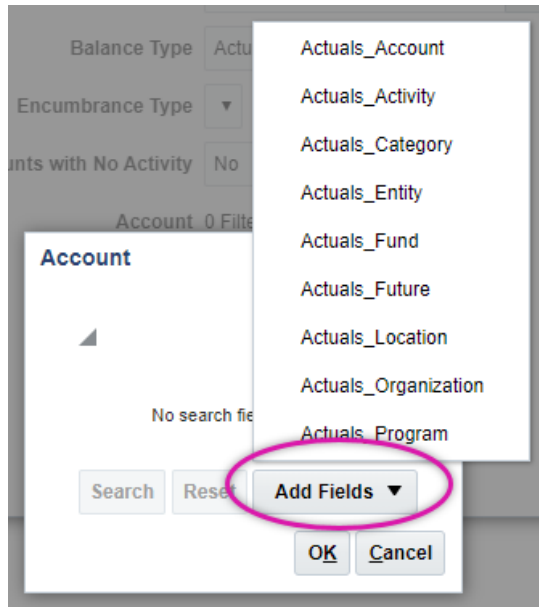 Balance Type Actu
Encumbrance Type
unts with No Activity No
Account 0 Filte
Actuals_Account
Actuals_Activity
Actuals_Category
Actuals_Entity
Actuals_Fund
Actuals_Future
Actuals_Location
Actuals_Organization
Actuals_Program
Account
No search fie
Search Reset Add Fields ▼
OK Cancel